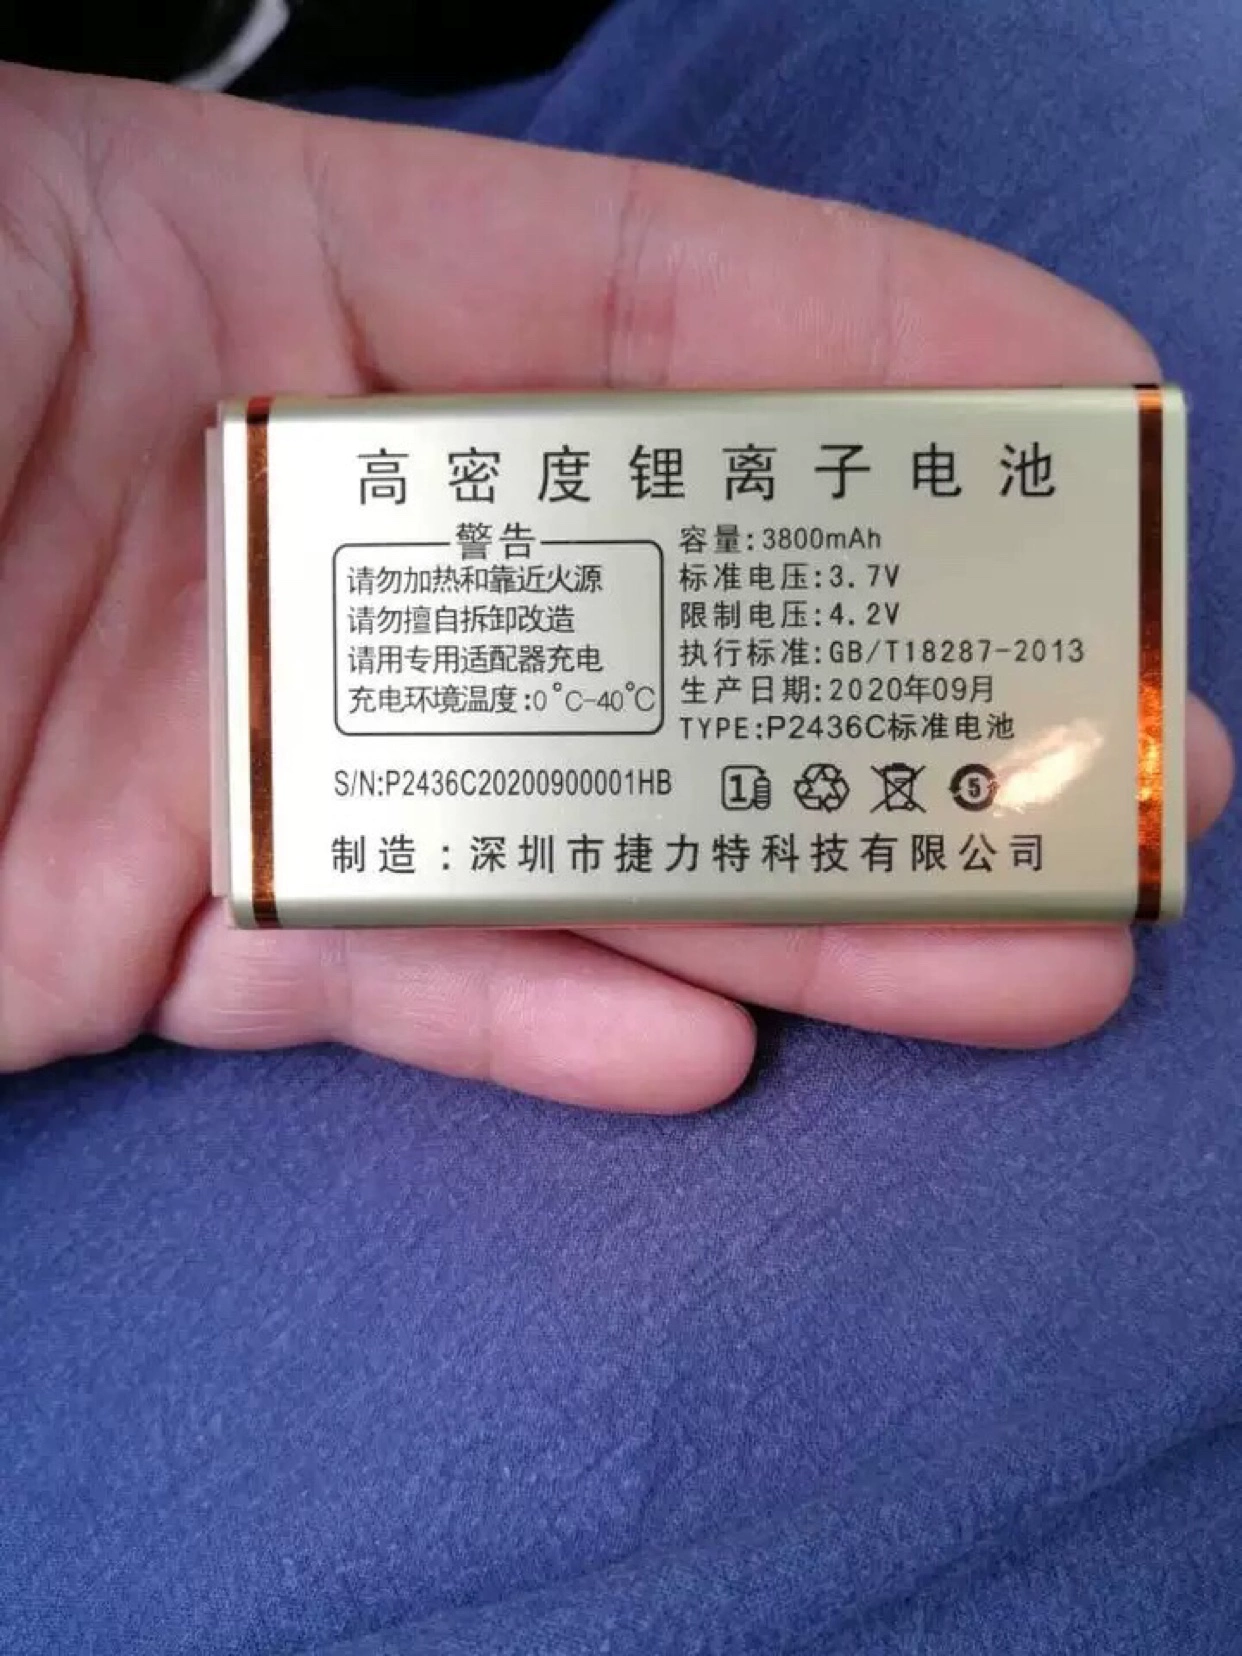 高密度锂离子电池
警告
请勿加热和靠近火源
请勿擅自拆卸改造
请用专用适配器充电
充电环境温度:0°C-40℃
容量:3800mAh
标准电压:3.7V
限制电压:4.2V
执行标准:GB/T18287-2013
生产日期:2020年09月
TYPE:P2436C标准电池
S/N:P2436C20200900001HB
1
5
制造:深圳市捷力特科技有限公司